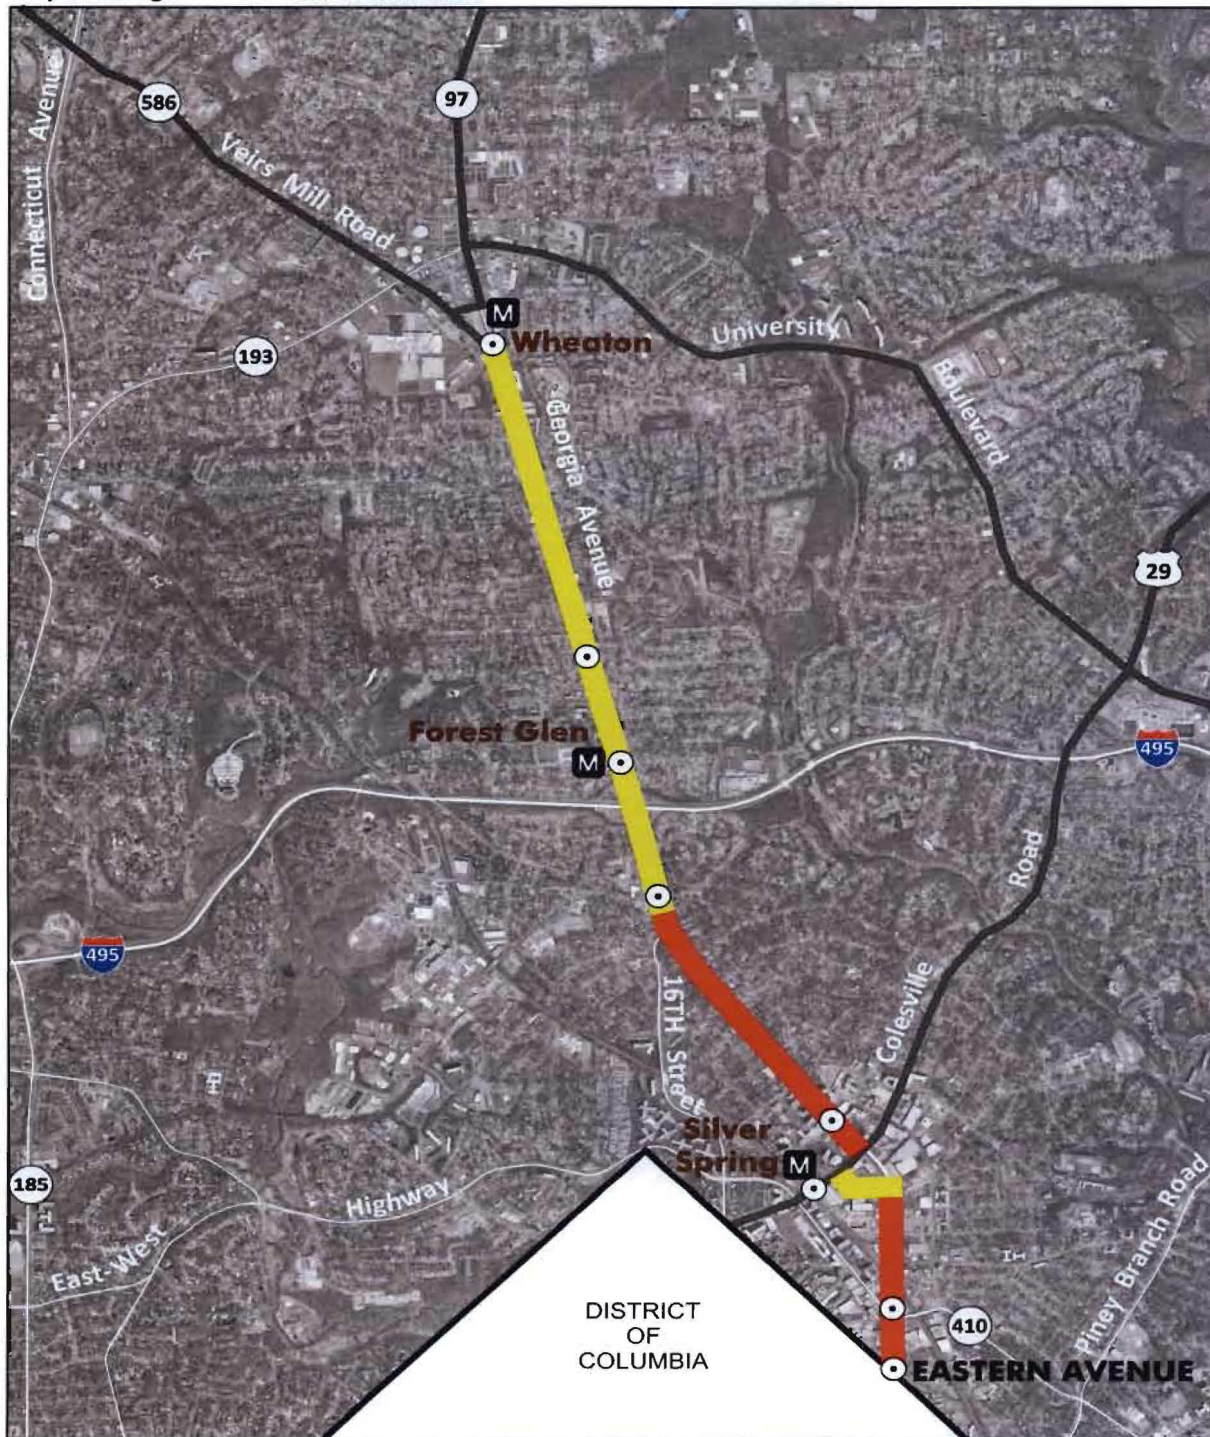 586
97
Connecticut Avenue
Veirs Mill Road
M
Wheaton
193
University
Boulevard
Georgia Avenue
29
Forest Glen
M
495
Road
495
16TH Street
Colesville
Silver
Spring
M
185
Highway
East-West
Piney Branch Road
DISTRICT
OF
COLUMBIA
410
EASTERN AVENUE